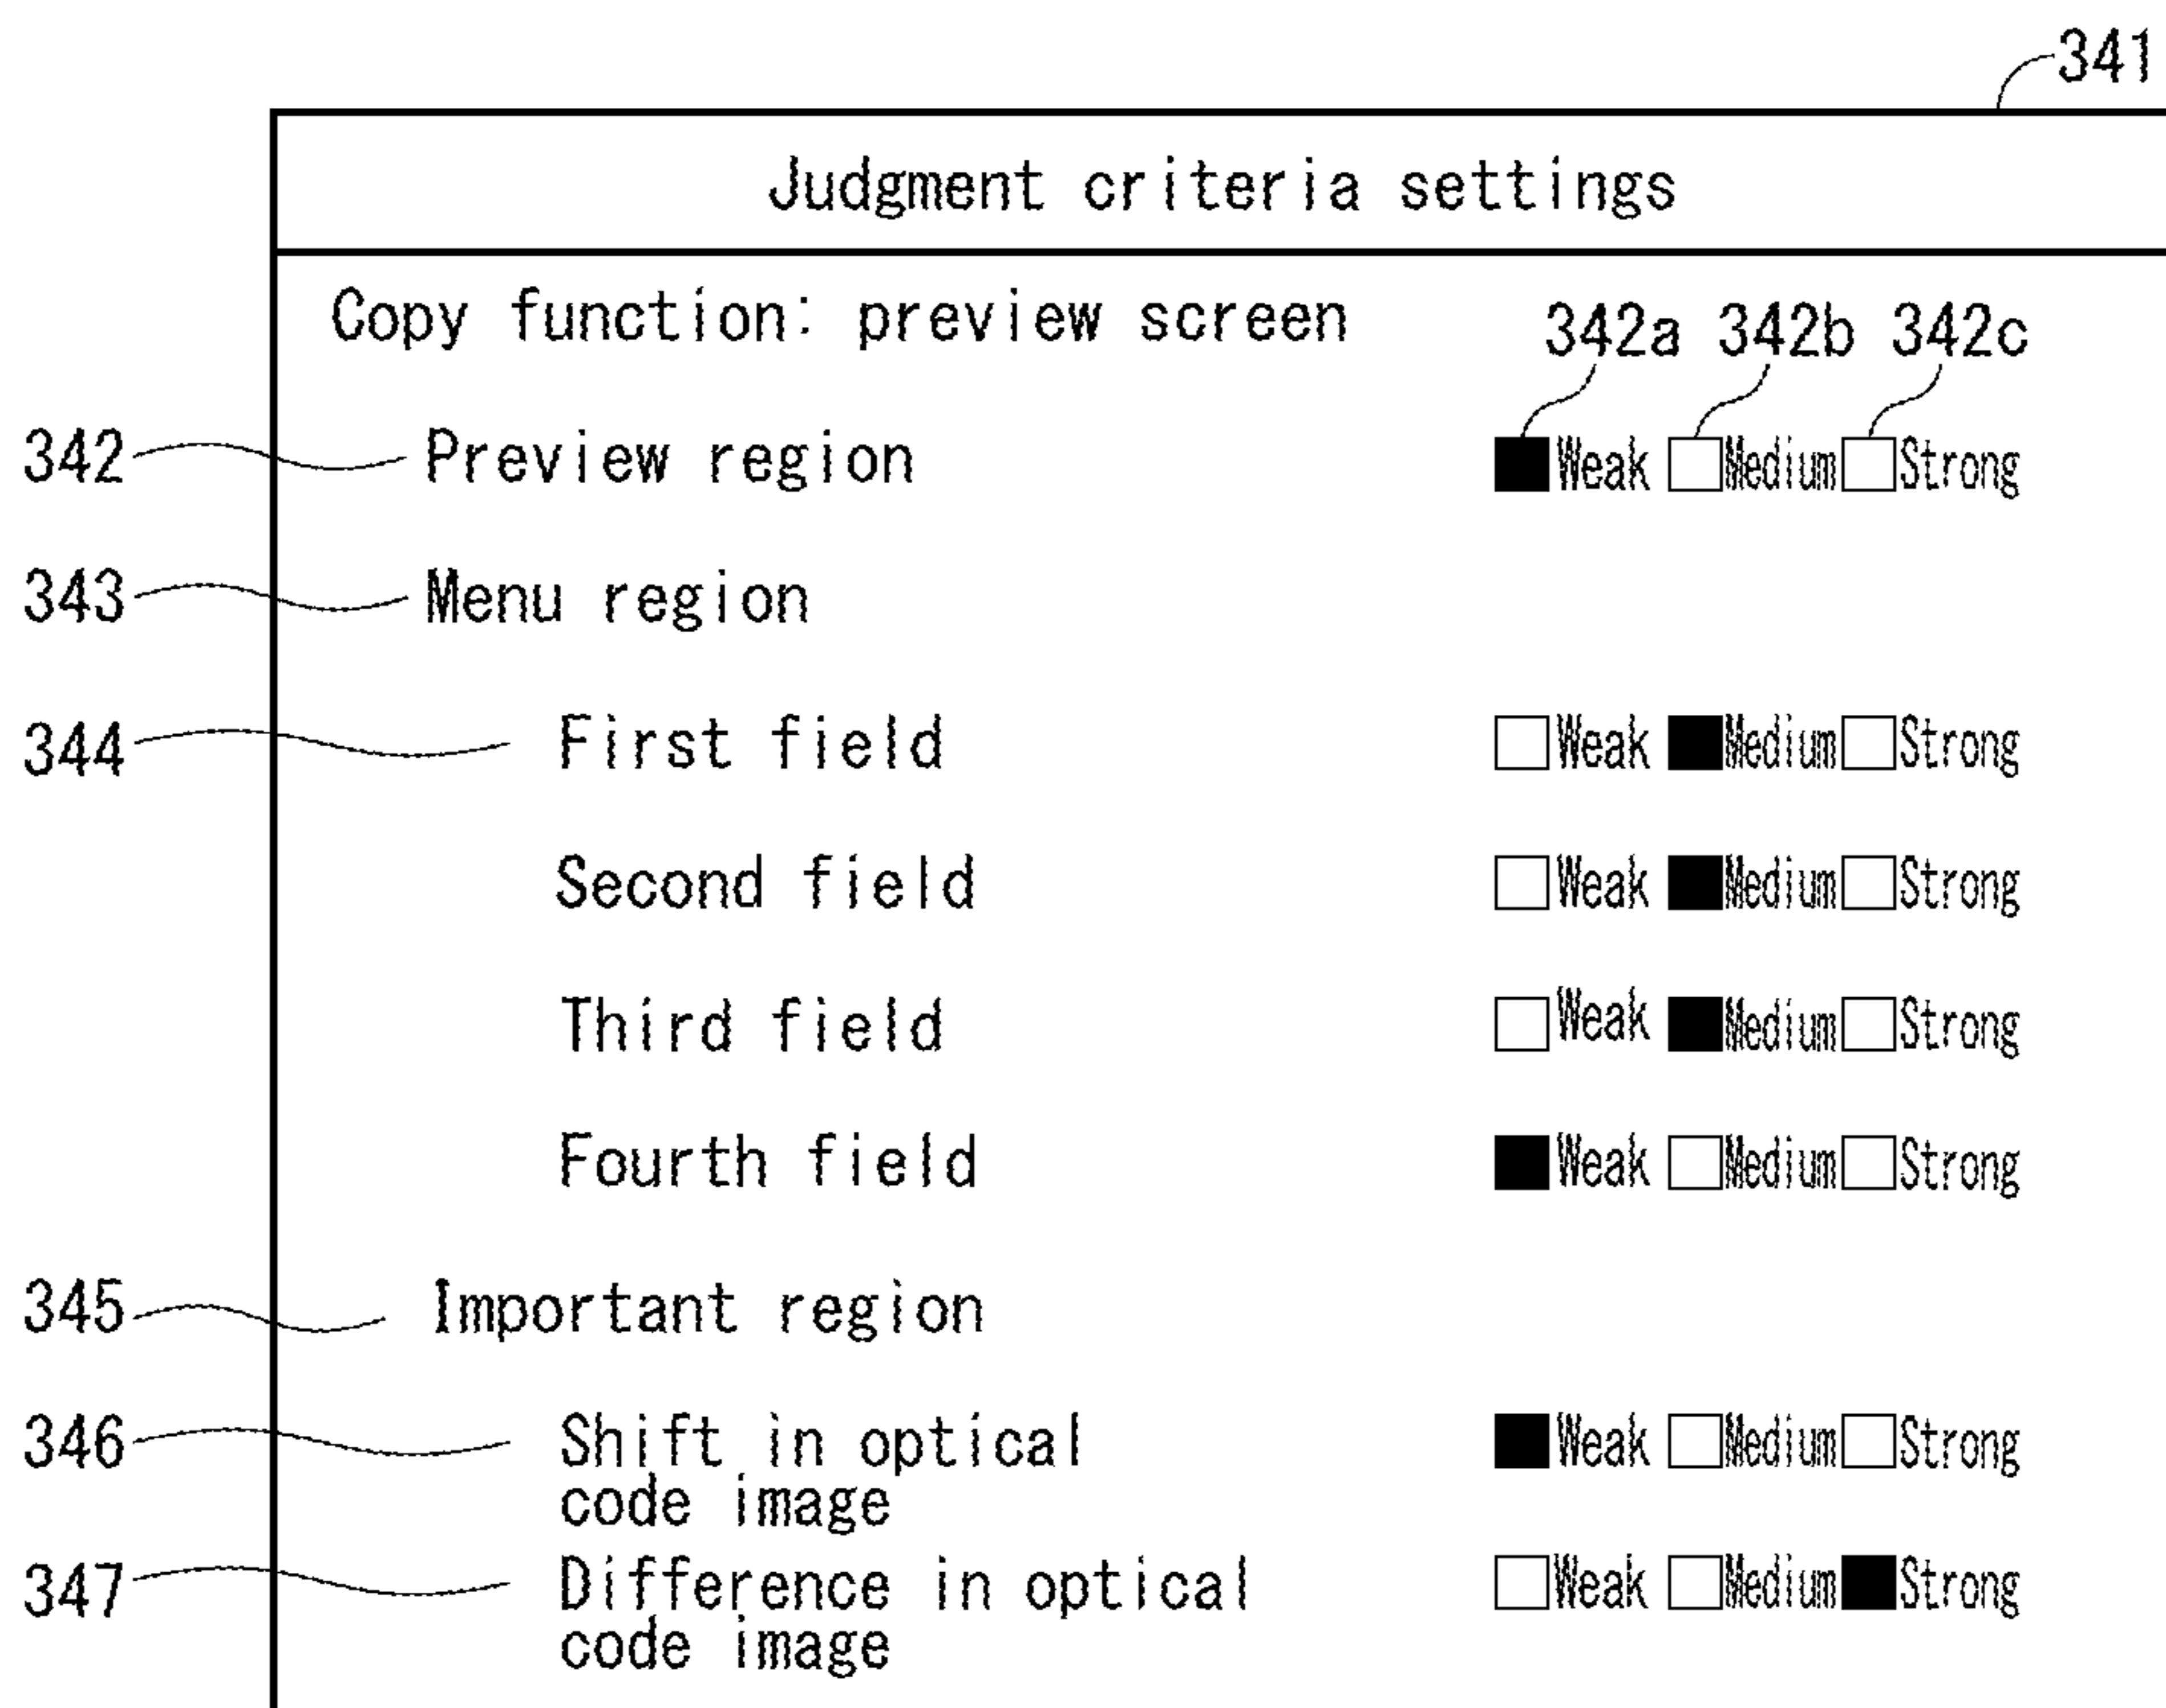 341
Judgment criteria settings
Copy function: preview screen
342a 342b 342c
342 Preview region Weak Medium Strong
343 Menu region
344 First field Weak Medium Strong
Second field Weak Medium Strong
Third field Weak Medium Strong
Fourth field Weak Medium Strong
345 Important region
346 Shift in optical Weak Medium Strong
code image
347 Difference in optical Weak Medium Strong
code image